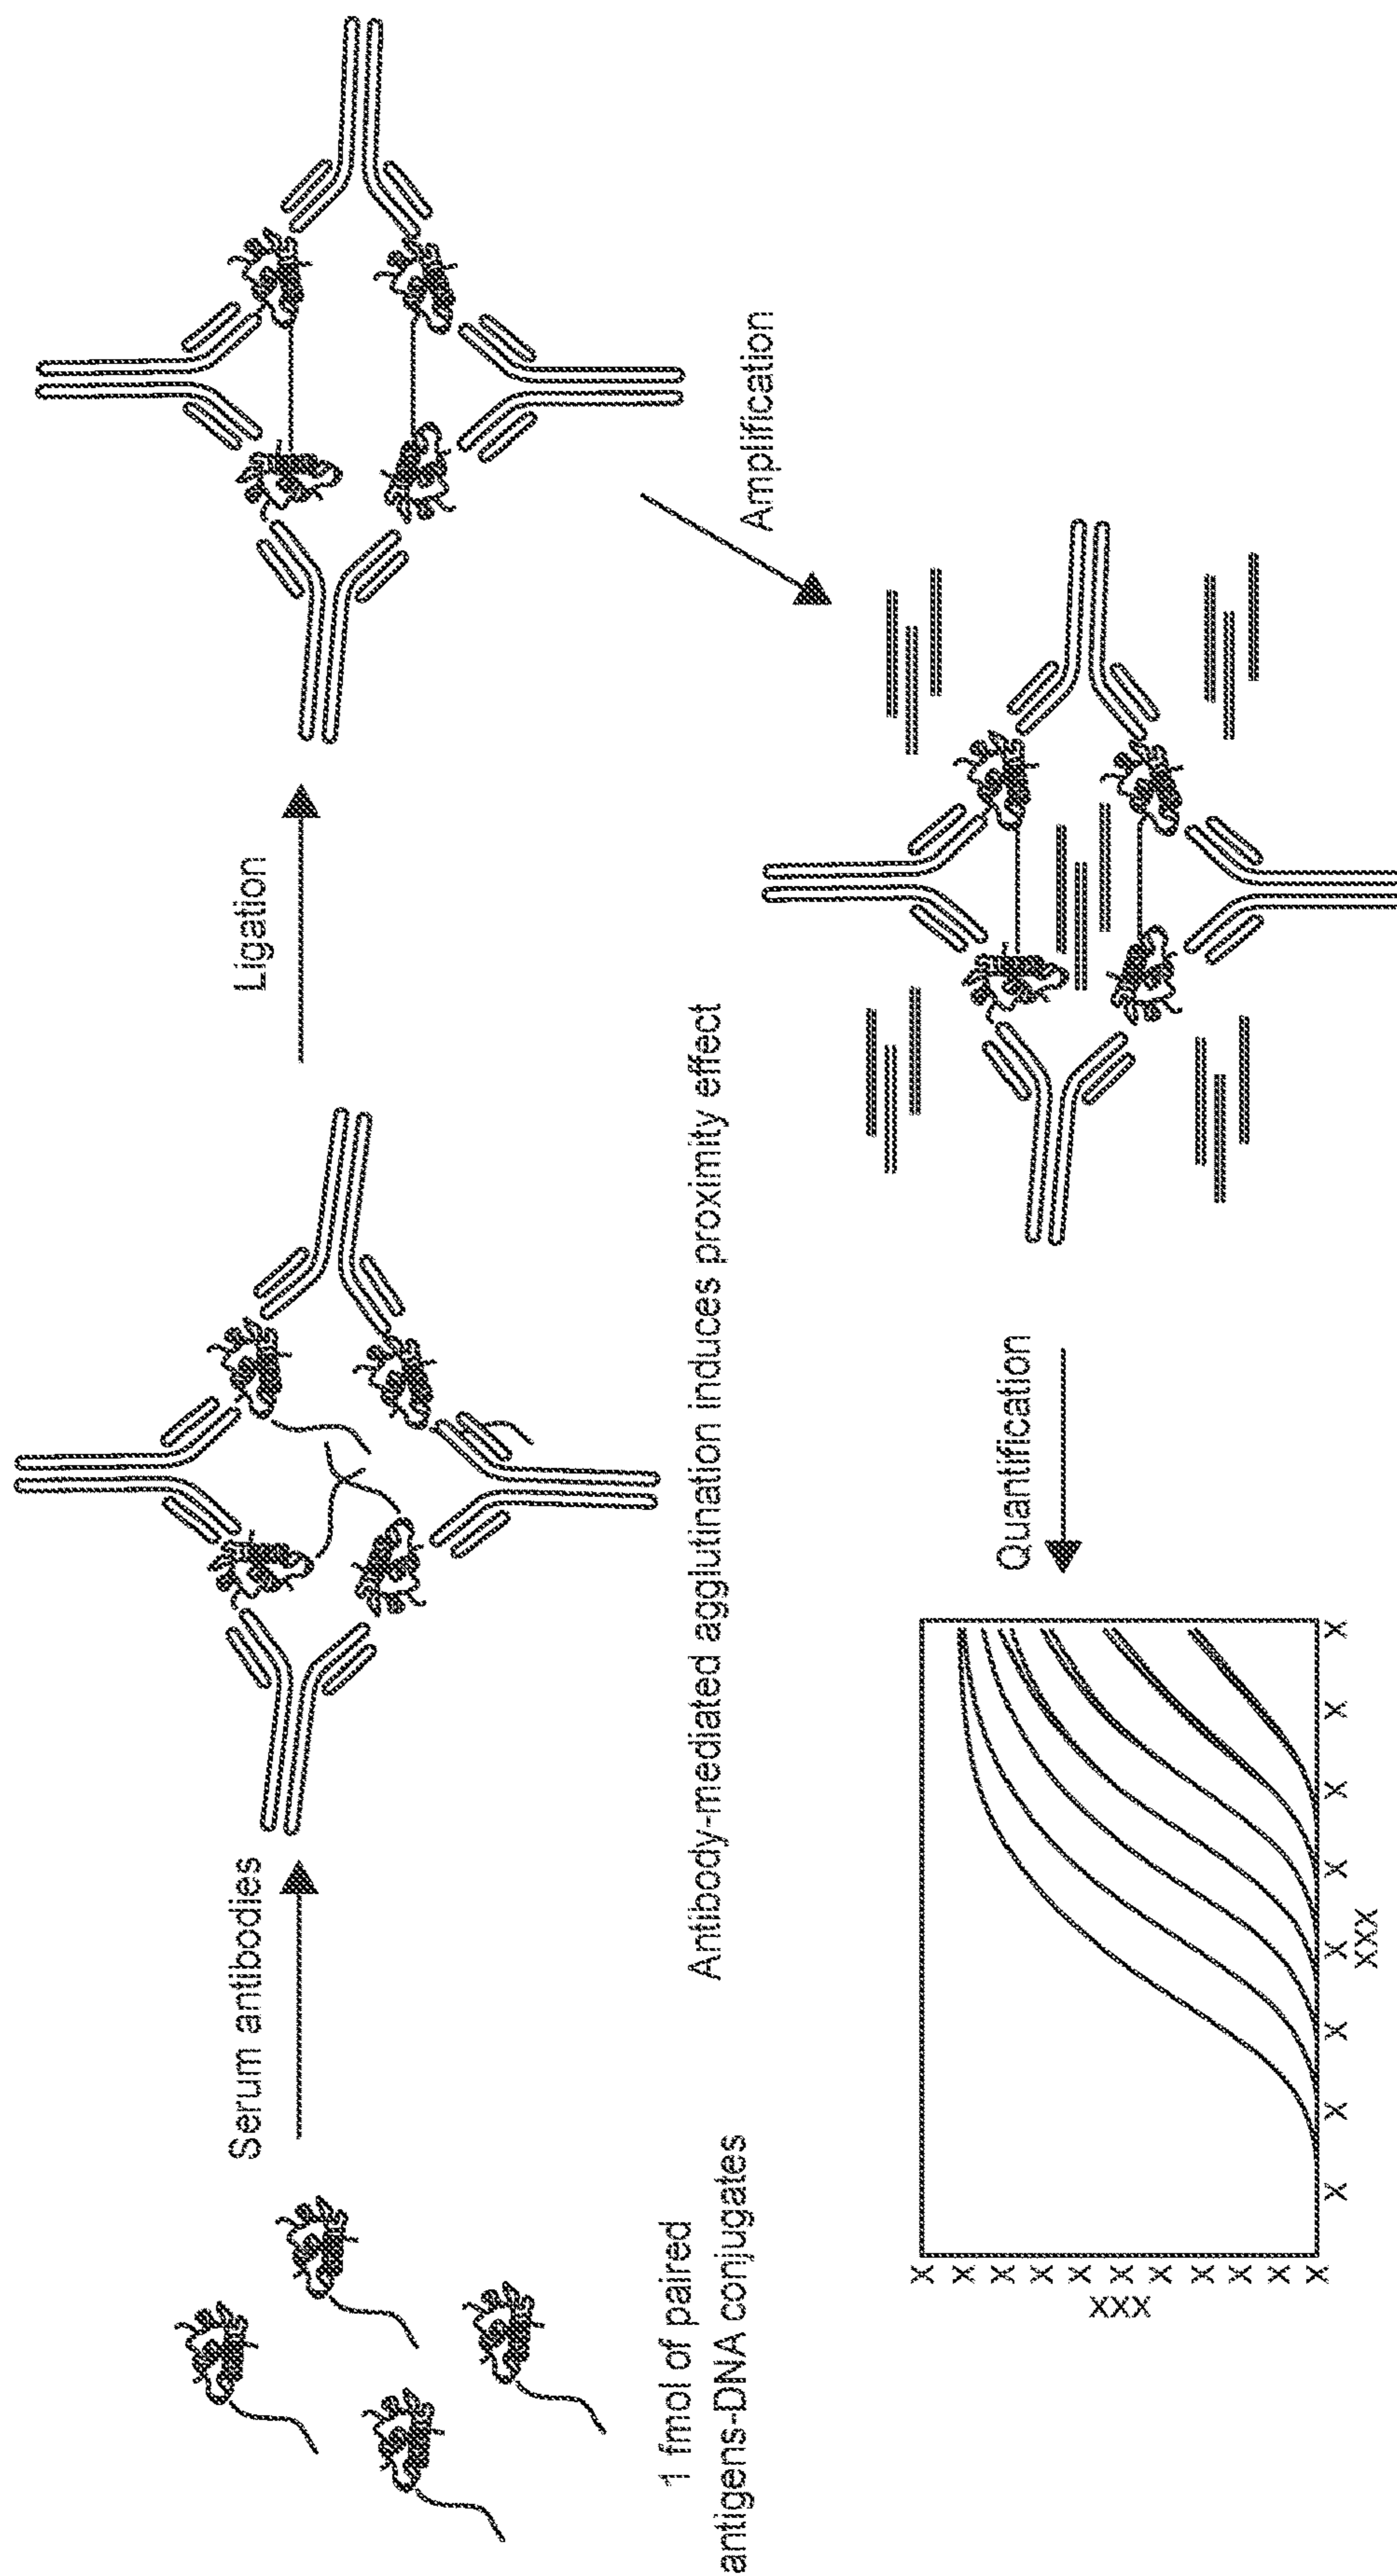 1 fmol of paired
antigens-DNA conjugates
Serum antibodies
Antibody-mediated agglutination induces proximity effect
Ligation
Amplification
Quantification
X
X
X
X
X
X
X
X
X
X
X
XXX
X X X X X X X X
XXX